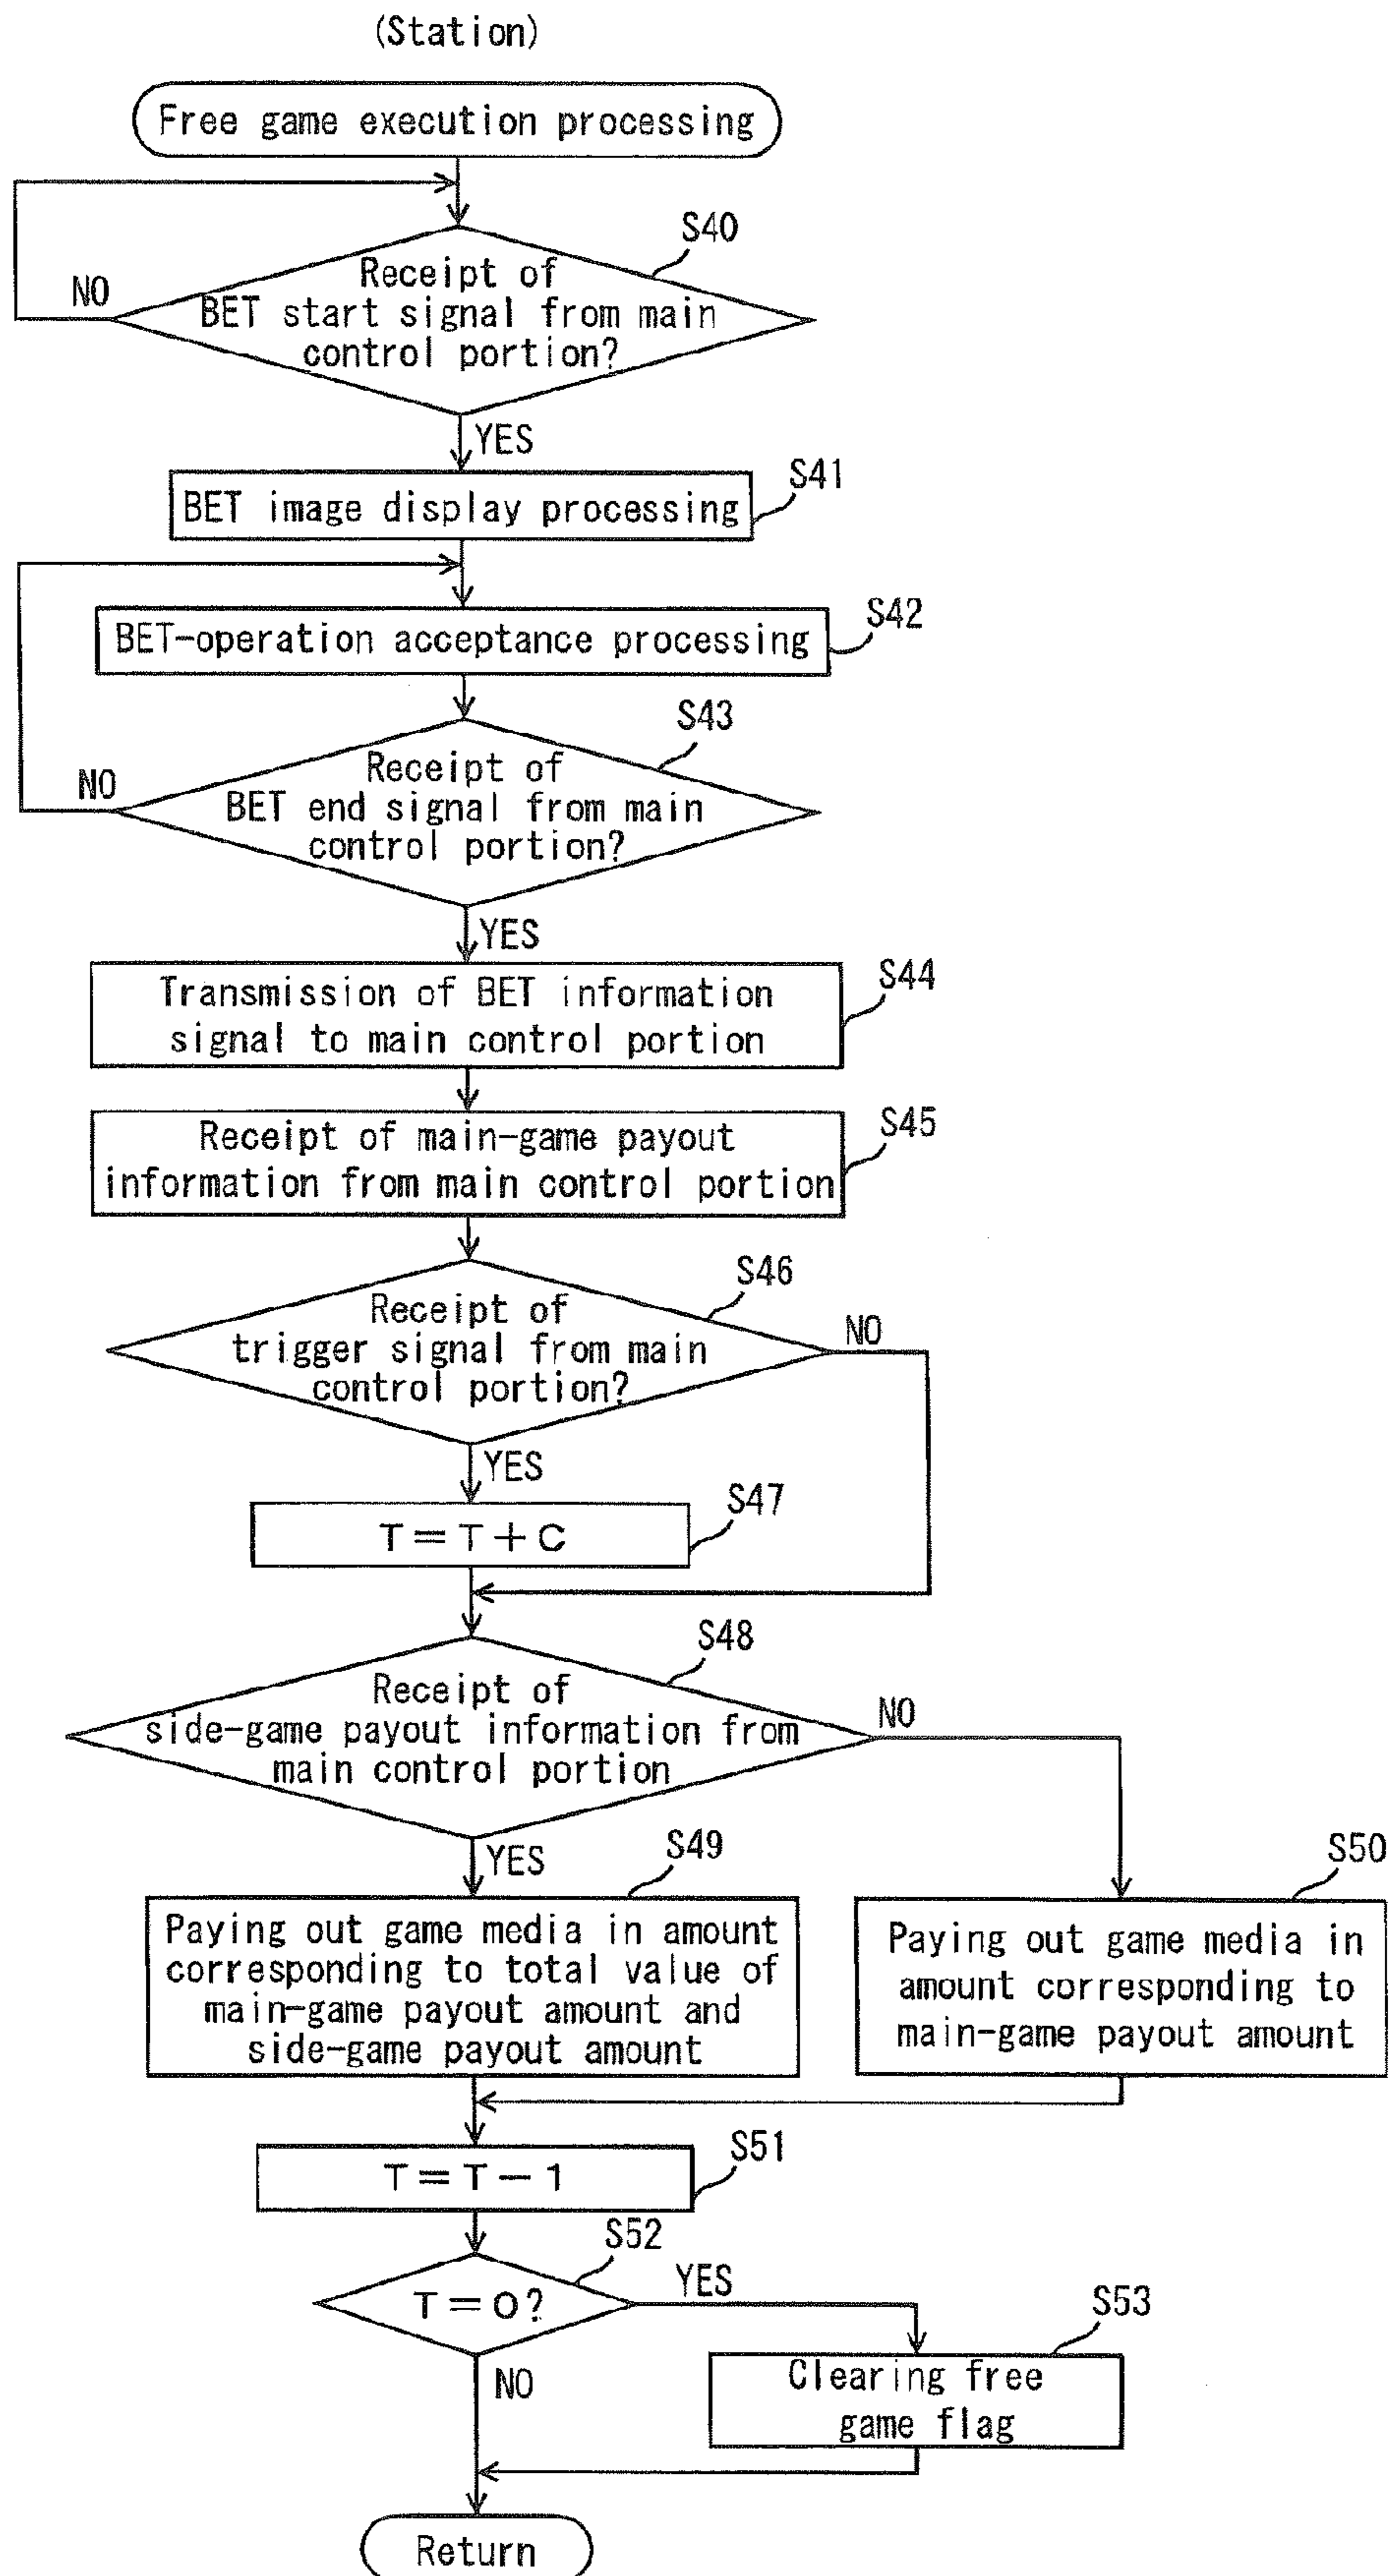 (Station)
Free game execution processing
S40
Receipt of
BET start signal from main
control portion?
NO
YES
S41
BET image display processing
S42
BET-operation acceptance processing
S43
Receipt of
BET end signal from main
control portion?
NO
YES
S44
Transmission of BET information
signal to main control portion
S45
Receipt of main-game payout
information from main control portion
S46
Receipt of
trigger signal from main
control portion?
NO
YES
S47
T=T+C
S48
Receipt of
side-game payout information from
main control portion
NO
YES
S49
Paying out game media in amount
corresponding to total value of
main-game payout amount and
side-game payout amount
S50
Paying out game media in
amount corresponding to
main-game payout amount
S51
T=T-1
S52
T=0?
YES
NO
S53
Clearing free
game flag
Return